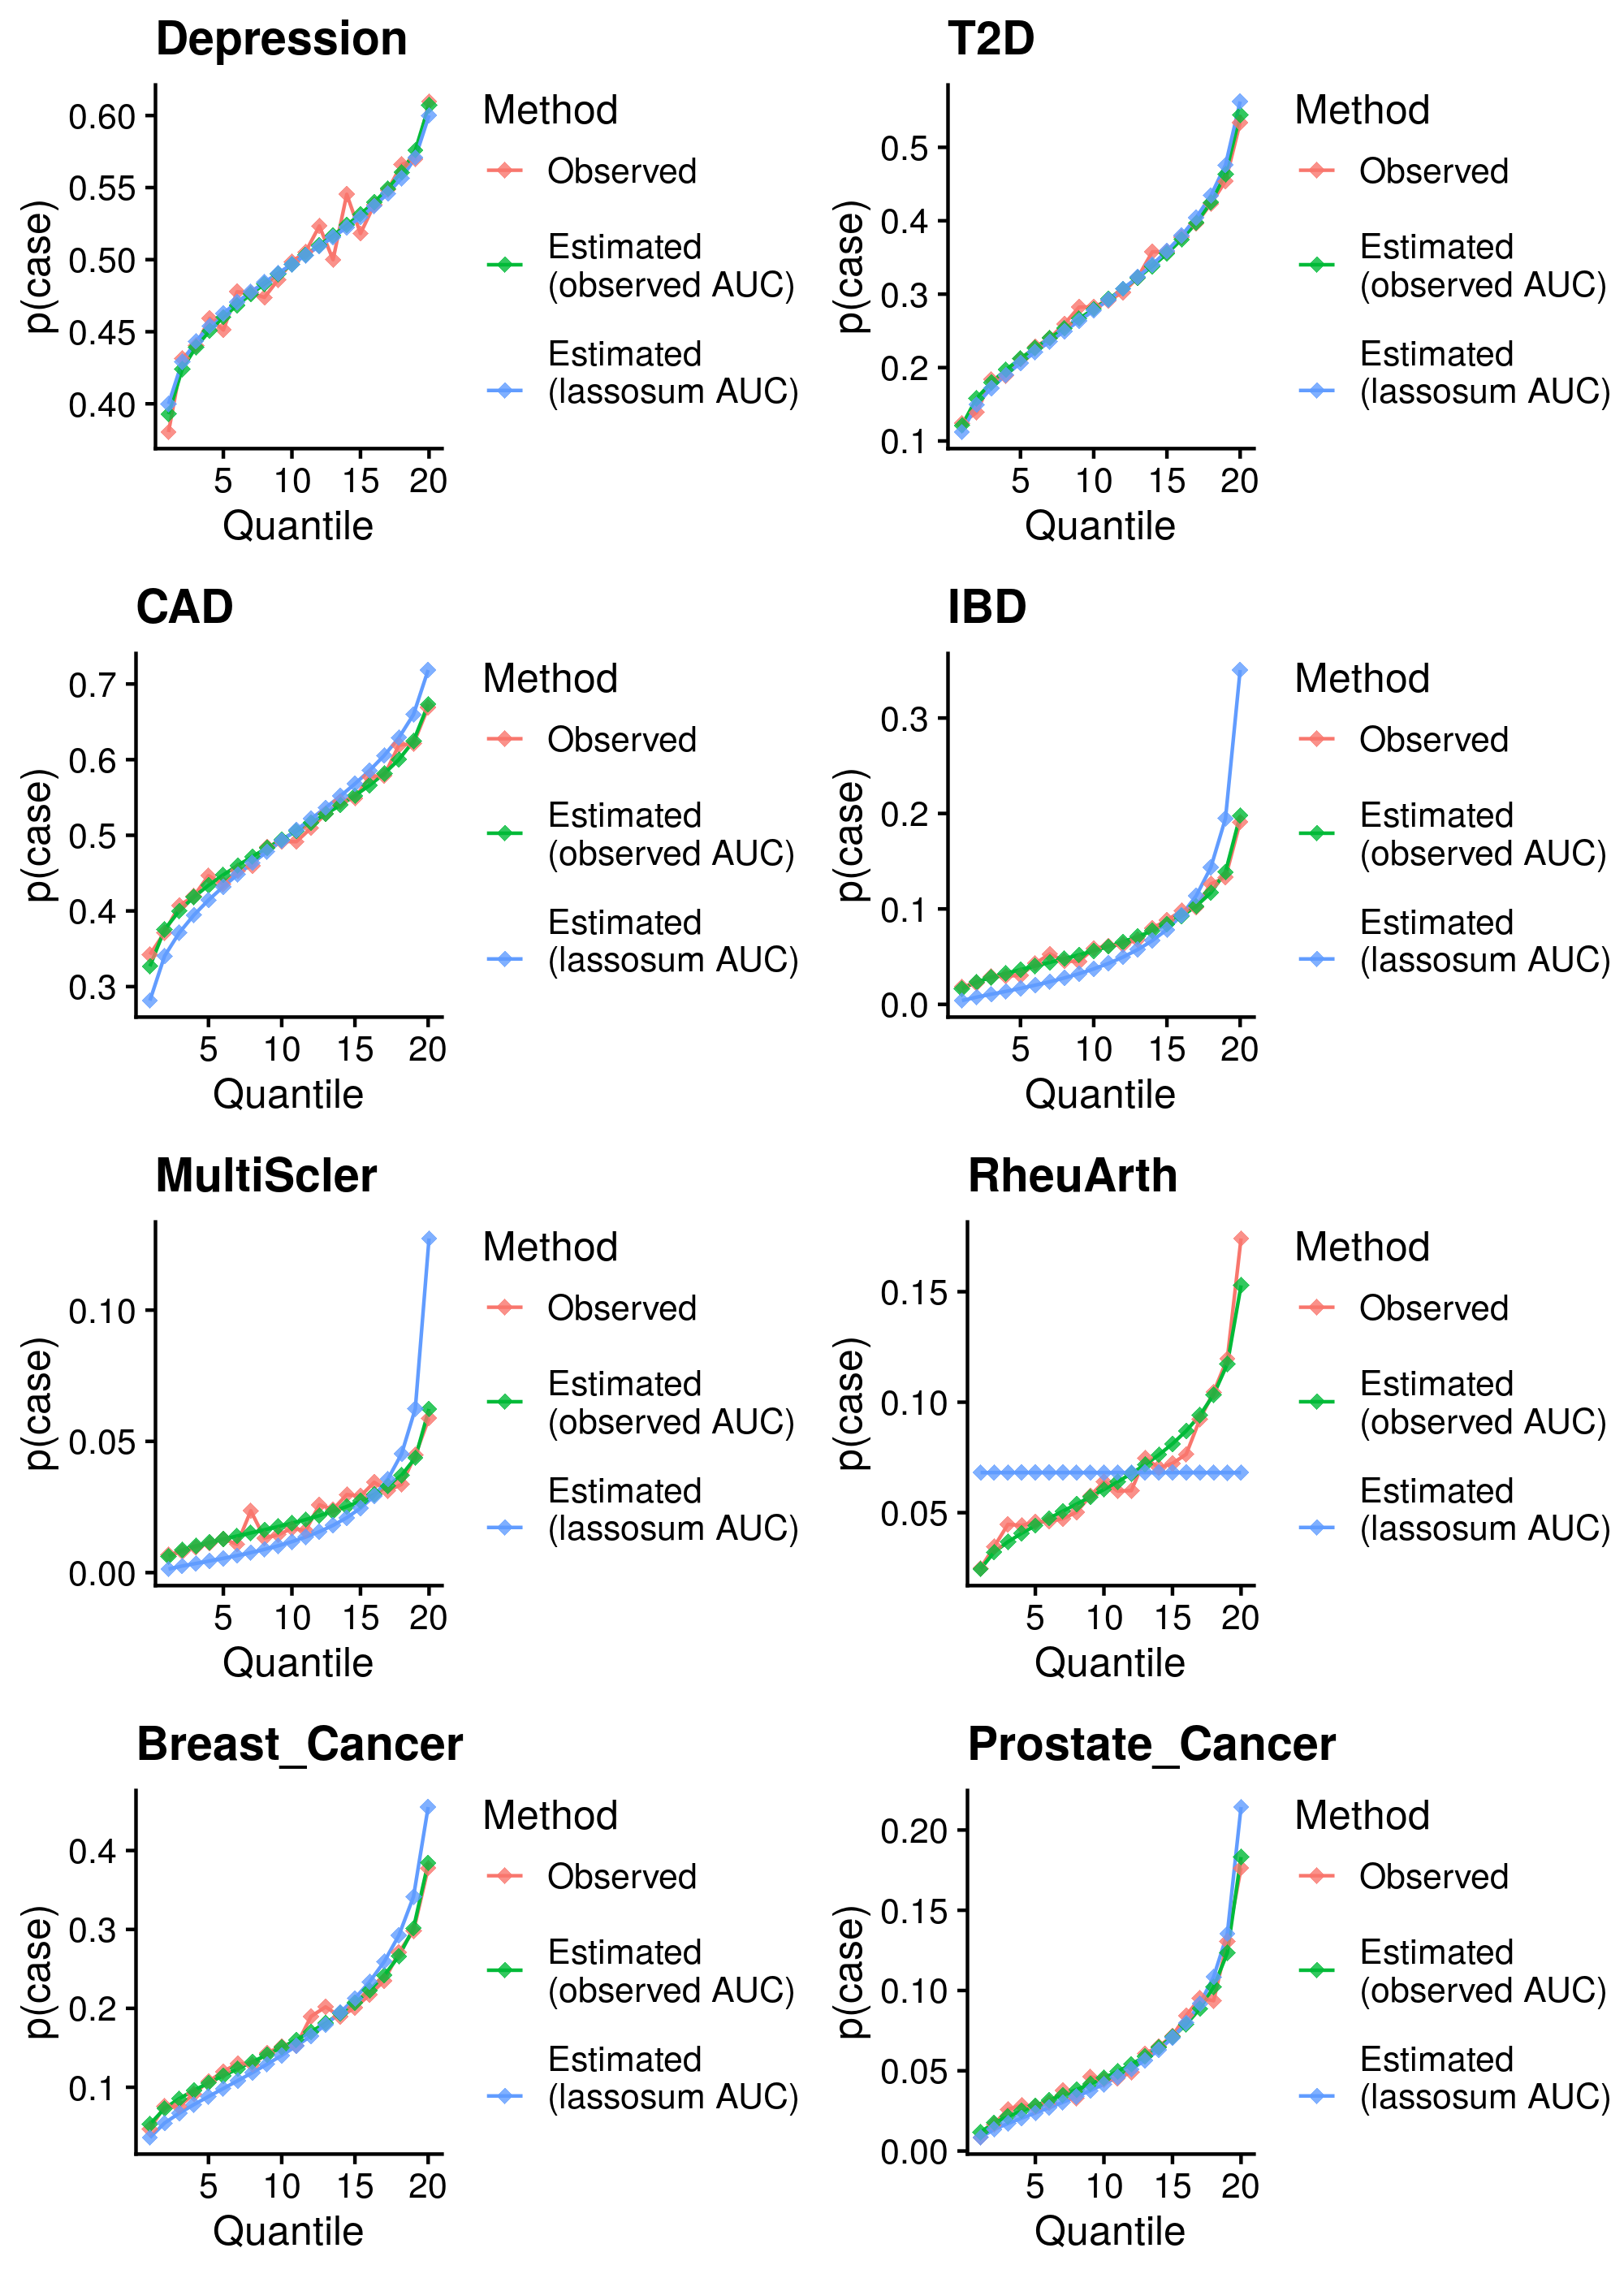 Depression
p(case)
0.60
0.55
0.50
0.45
0.40
5 10 15 20
Quantile
Method
Observed
Estimated
(observed AUC)
Estimated
(lassosum AUC)
T2D
p(case)
0.5
0.4
0.3
0.2
0.1
5 10 15 20
Quantile
Method
Observed
Estimated
(observed AUC)
Estimated
(lassosum AUC)
CAD
p(case)
0.7
0.6
0.5
0.4
0.3
5 10 15 20
Quantile
Method
Observed
Estimated
(observed AUC)
Estimated
(lassosum AUC)
IBD
p(case)
0.3
0.2
0.1
0.0
5 10 15 20
Quantile
Method
Observed
Estimated
(observed AUC)
Estimated
(lassosum AUC)
MultiScler
p(case)
0.10
0.05
0.00
5 10 15 20
Quantile
Method
Observed
Estimated
(observed AUC)
Estimated
(lassosum AUC)
RheuArth
p(case)
0.15
0.10
0.05
5 10 15 20
Quantile
Method
Observed
Estimated
(observed AUC)
Estimated
(lassosum AUC)
Breast_Cancer
p(case)
0.4
0.3
0.2
0.1
5 10 15 20
Quantile
Method
Observed
Estimated
(observed AUC)
Estimated
(lassosum AUC)
Prostate_Cancer
p(case)
0.20
0.15
0.10
0.05
0.00
5 10 15 20
Quantile
Method
Observed
Estimated
(observed AUC)
Estimated
(lassosum AUC)